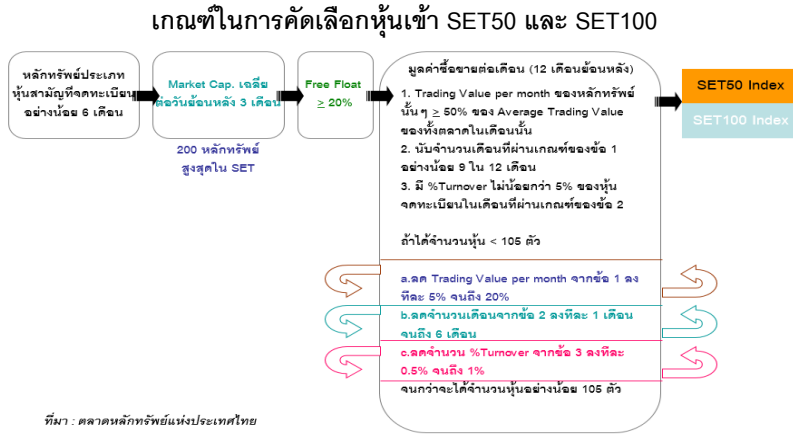 เกณฑ์ในการคัดเลือกหุ้นเข้า SET50 และ SET100
หลักทรัพย์ประเภท
หุ้นสามัญที่จดทะเบียน
อย่างน้อย 6 เดือน
Market Cap. เฉลี่ย
ต่อวันย้อนหลัง 3 เดือน
200 หลักทรัพย์
สูงสุดใน SET
Free Float
≥ 20%
มูลค่าซื้อขายต่อเดือน (12 เดือนย้อนหลัง)
1. Trading Value per month ของหลักทรัพย์
นั้นๆ ≥ 50% ของ Average Trading Value
ของทั้งตลาดในเดือนนั้น
2. นับจำนวนเดือนที่ผ่านเกณฑ์ของข้อ 1
อย่างน้อย 9 ใน 12 เดือน
3. มี %Turnover ไม่น้อยกว่า 5% ของหุ้น
จดทะเบียนในเดือนที่ผ่านเกณฑ์ของข้อ 2
ถ้าได้จำนวนหุ้น < 105 ตัว
a.ลด Trading Value per month จากข้อ 1 ลง
ทีละ 5% จนถึง 20%
b.ลดจำนวนเดือนจากข้อ 2 ลงทีละ 1 เดือน
จนถึง 6 เดือน
c.ลดจำนวน %Turnover จากข้อ 3 ลงทีละ
0.5% จนถึง 1%
จนกว่าจะได้จำนวนหุ้นอย่างน้อย 105 ตัว
SET50 Index
SET100 Index
ที่มา : ตลาดหลักทรัพย์แห่งประเทศไทย